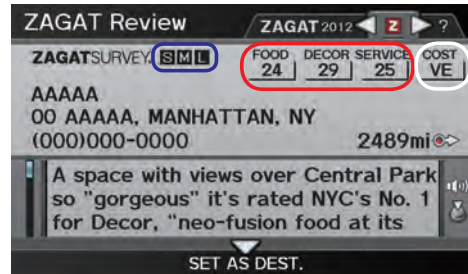 ZAGAT Review
ZAGAT 2012 Z ?
ZAGATSURVEY. S M L
FOOD DECOR SERVICE COST
24 29 25 VE
AAAAA
OO AAAAA, MANHATTAN, NY
(000)000-0000 2489mi
A space with views over Central Park
so "gorgeous" it's rated NYC's No. 1
for Decor, "neo-fusion food at its
SET AS DEST.